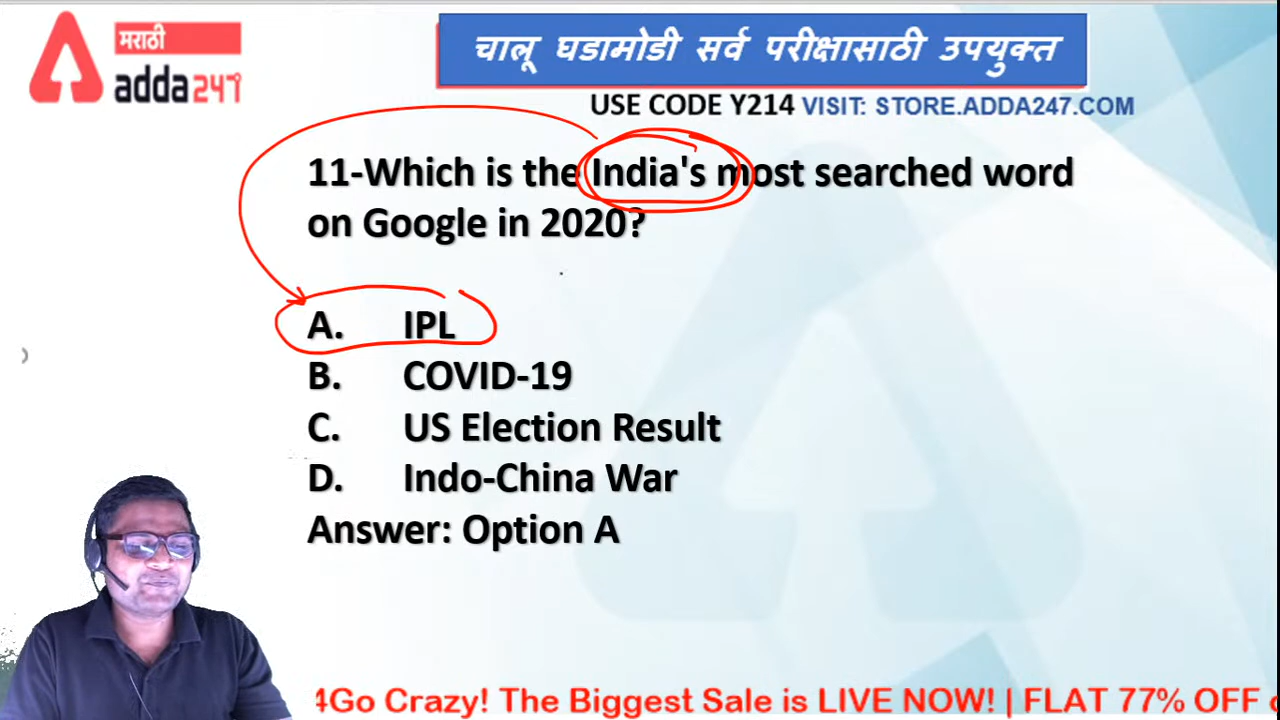 मराठी
adda247
चालू घडामोडी सर्व परीक्षासाठी उपयुक्त
USE CODE Y214 VISIT: STORE.ADDA247.COM
11-Which is the India's most searched word
on Google in 2020?
A. IPL
B. COVID-19
C. US Election Result
D. Indo-China War
Answer: Option A
4Go Crazy! The Biggest Sale is LIVE NOW! | FLAT 77% OFF